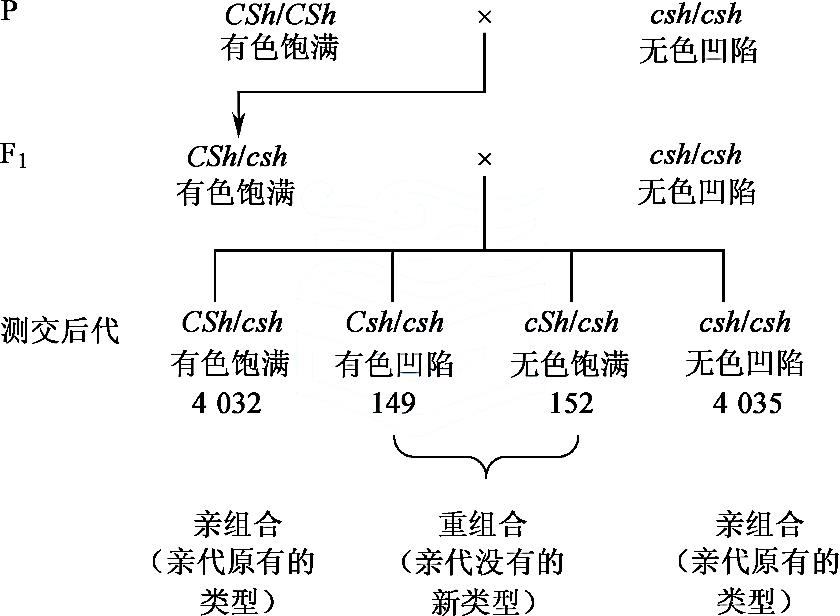 P CSh/CSh × csh/csh
有色饱满 无色凹陷
F₁ CSh/csh × csh/csh
有色饱满 无色凹陷
测交后代 CSh/csh Csh/csh cSh/csh csh/csh
有色饱满 有色凹陷 无色饱满 无色凹陷
4 032 149 152 4 035
亲组合 重组合 亲组合
（亲代原有的 （亲代没有的 （亲代原有的
类型） 新类型） 类型）